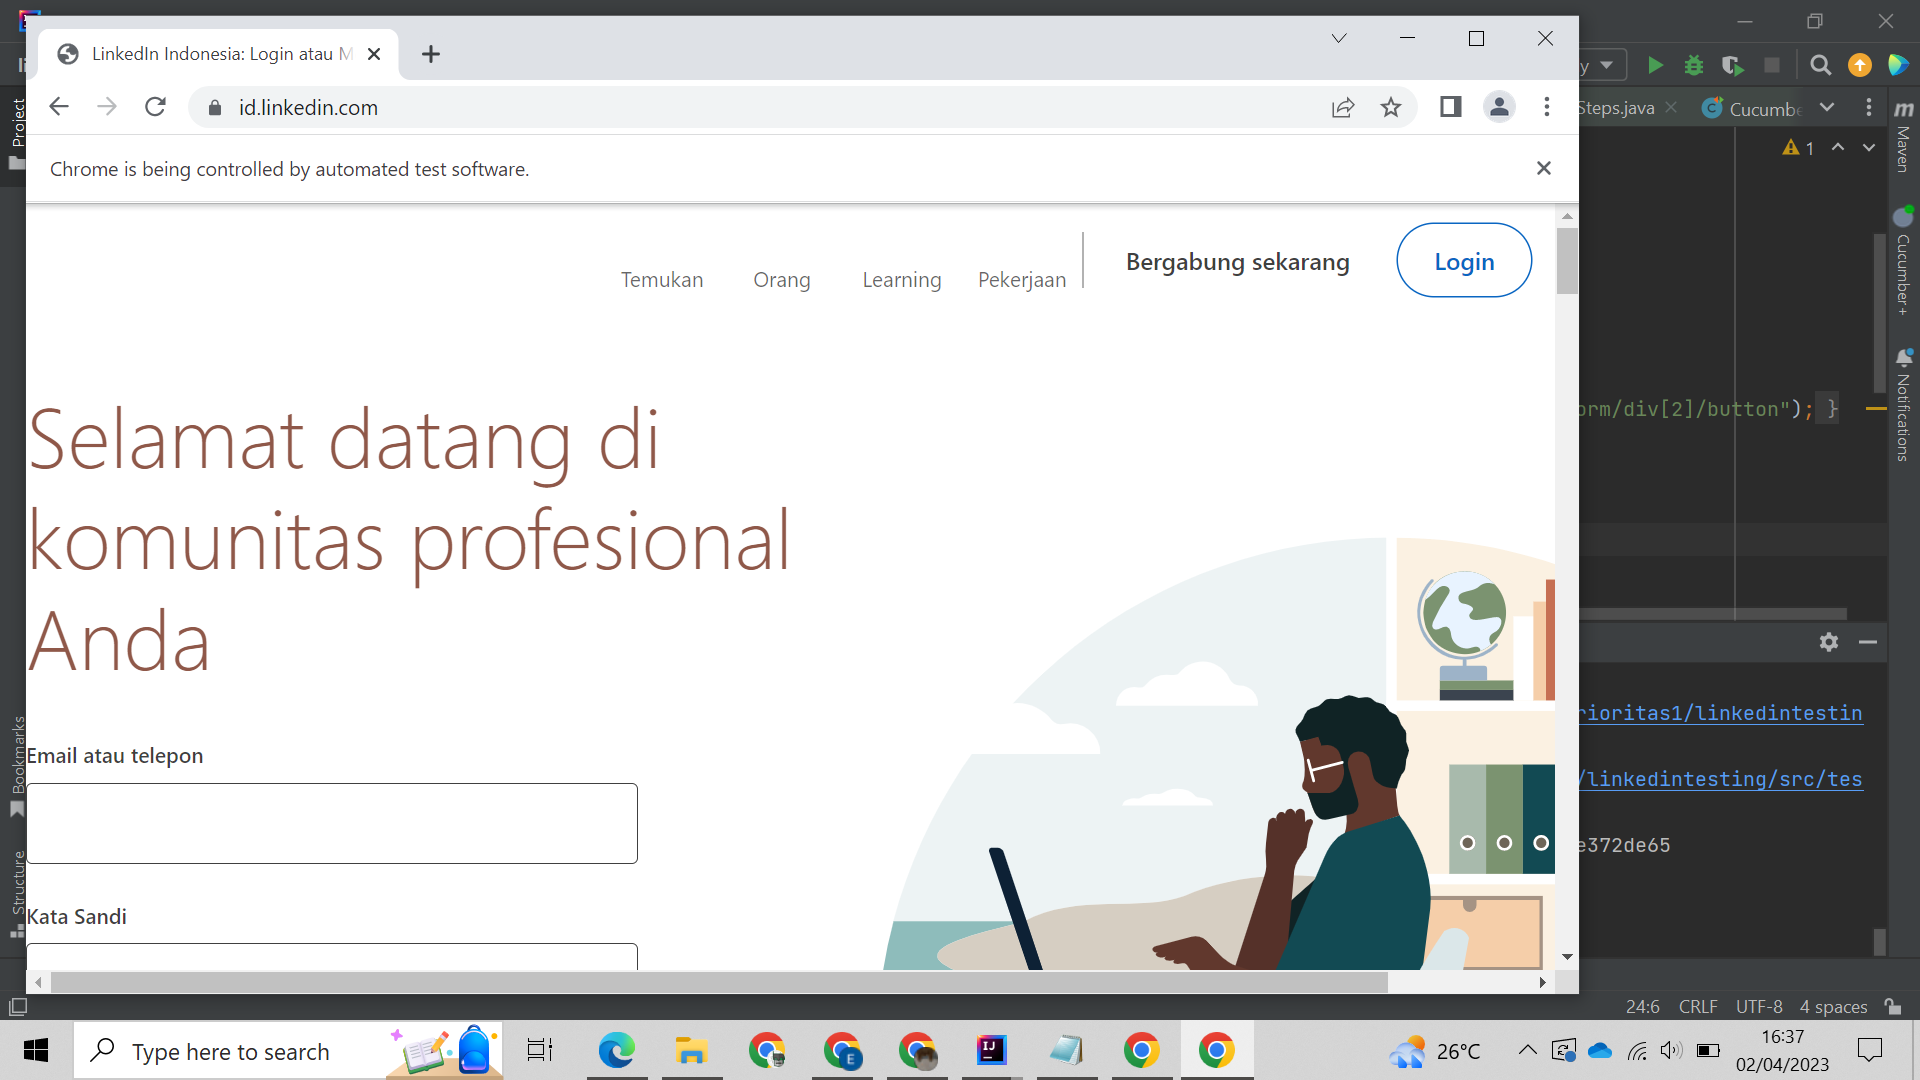 LinkedIn Indonesia: Login atau M
id.linkedin.com
Chrome is being controlled by automated test software.
Temukan
Orang
Learning
Pekerjaan
Bergabung sekarang
Login
Selamat datang di
komunitas profesional
Anda
Email atau telepon
Kata Sandi
Project
Bookmarks
Structure
y
Steps.java
Cucumbe
1
Maven
Cucumber+
Notifications
orm/div[2]/button"); }
rioritas1/linkedintestin
/linkedintesting/src/tes
e372de65
24:6 CRLF UTF-8 4 spaces
Type here to search
E
IJ
26°C
16:37
02/04/2023